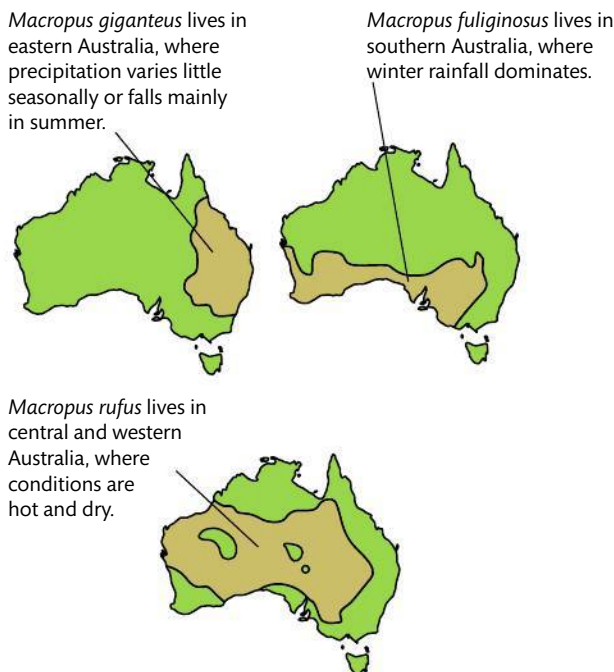 Macropus giganteus lives in
eastern Australia, where
precipitation varies little
seasonally or falls mainly
in summer.
Macropus fuliginosus lives in
southern Australia, where
winter rainfall dominates.
Macropus rufus lives in
central and western
Australia, where
conditions are
hot and dry.